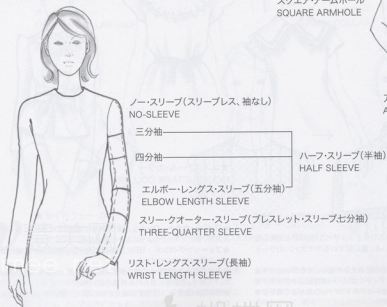 スクエア・アームホール
SQUARE ARMHOLE
ノー・スリーブ(スリーブレス、袖なし)
NO-SLEEVE
三分袖
四分袖
ハーフ・スリーブ(半袖)
HALF SLEEVE
エルボー・レングス・スリーブ(五分袖)
ELBOW LENGTH SLEEVE
スリー・クオーター・スリーブ(ブレスレット・スリーブ七分袖)
THREE-QUARTER SLEEVE
リスト・レングス・スリーブ(長袖)
WRIST LENGTH SLEEVE